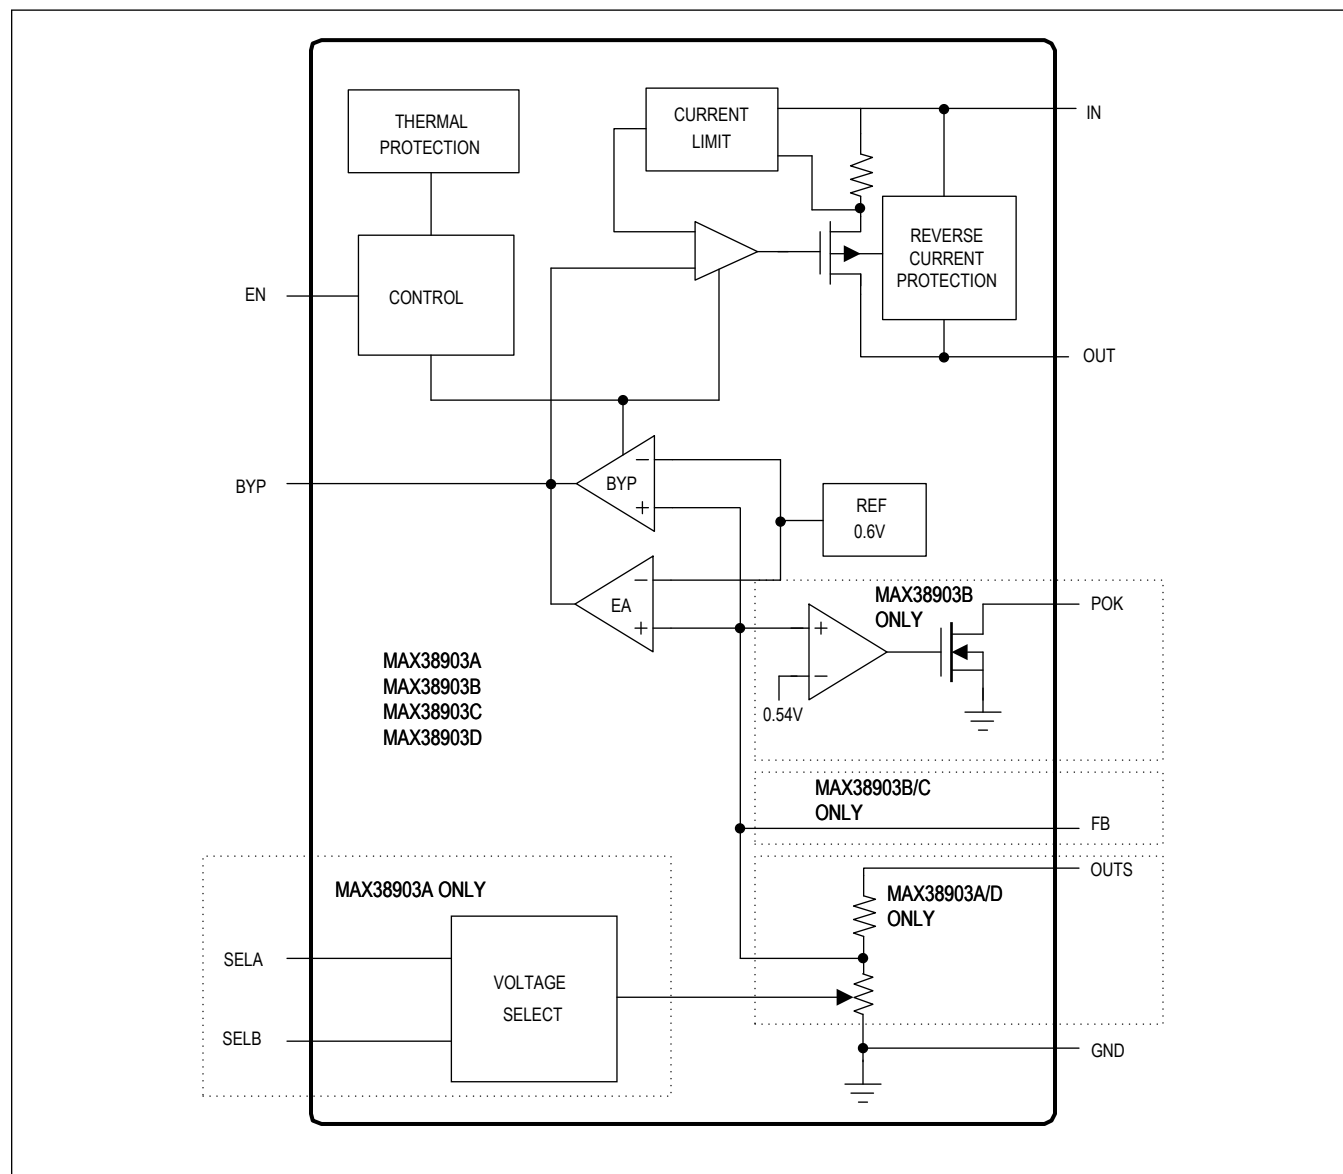 THERMAL
PROTECTION
CURRENT
LIMIT
IN
REVERSE
CURRENT
PROTECTION
EN
CONTROL
OUT
BYP
BYP
−
+
REF
0.6V
EA
−
+
MAX38903B
ONLY
POK
+
−
0.54V
MAX38903A
MAX38903B
MAX38903C
MAX38903D
MAX38903B/C
ONLY
FB
OUTS
MAX38903A/D
ONLY
MAX38903A ONLY
SELA
VOLTAGE
SELECT
SELB
GND